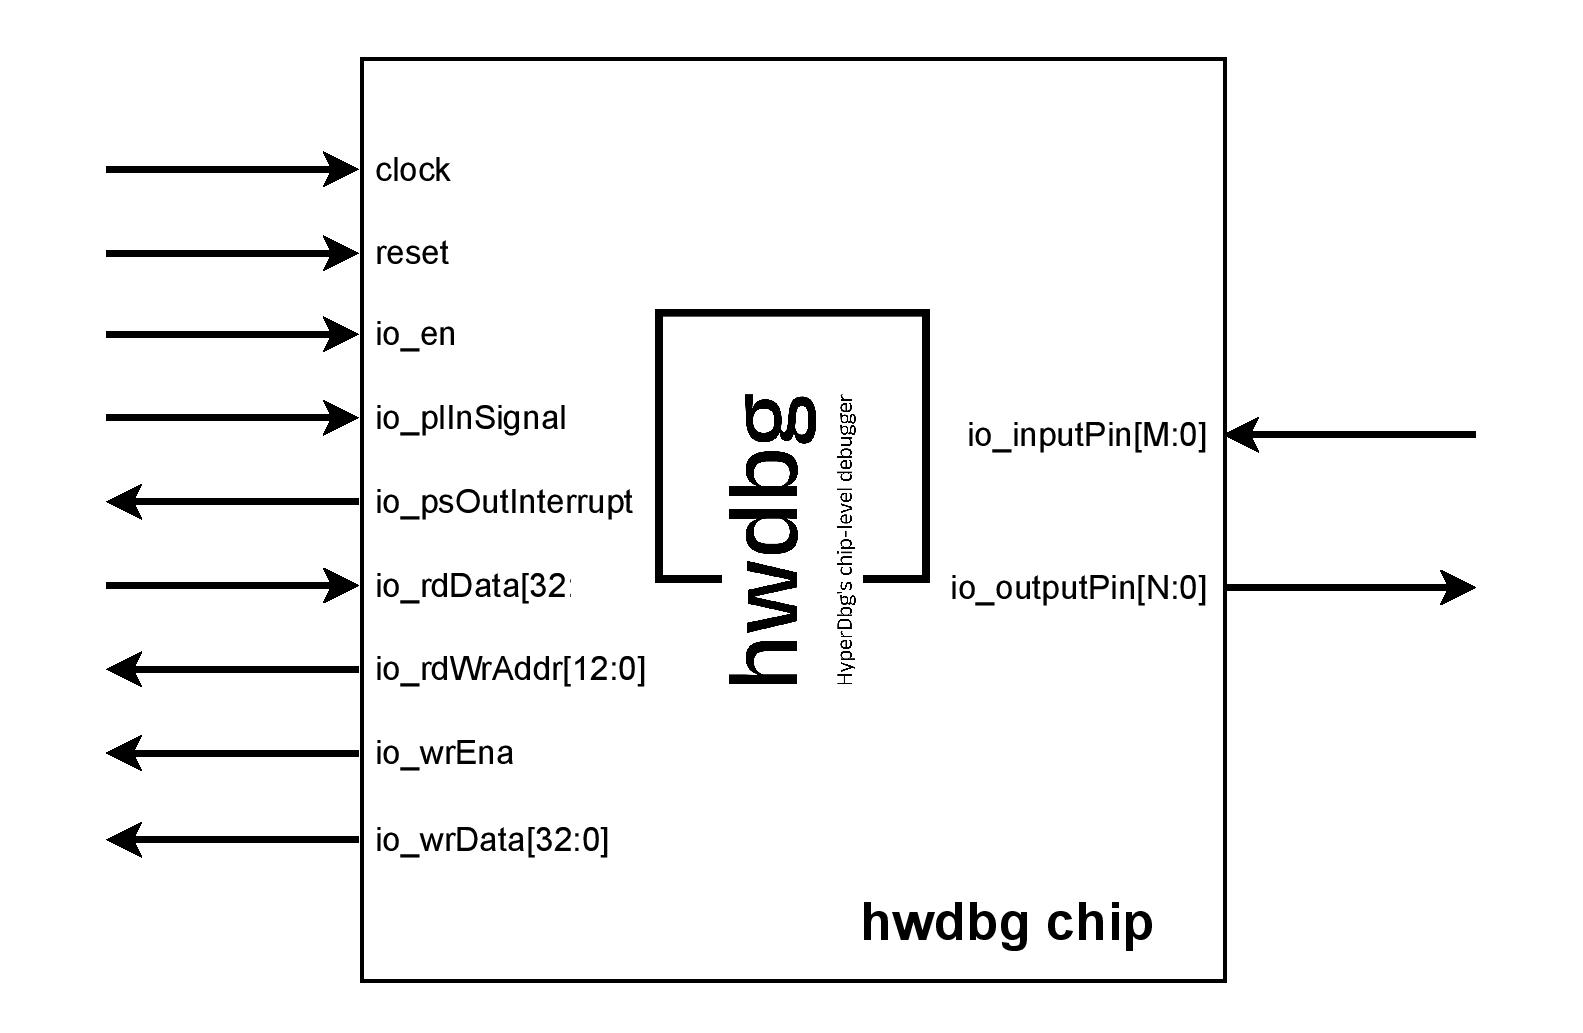 clock
reset
io_en
io_plInSignal
io_psOutInterrupt
io_rdData[32:
io_rdWrAddr[12:0]
io_wrEna
io_wrData[32:0]
hwdbg
HyperDbg's chip-level debugger
io_inputPin[M:0]
io_outputPin[N:0]
hwdbg chip